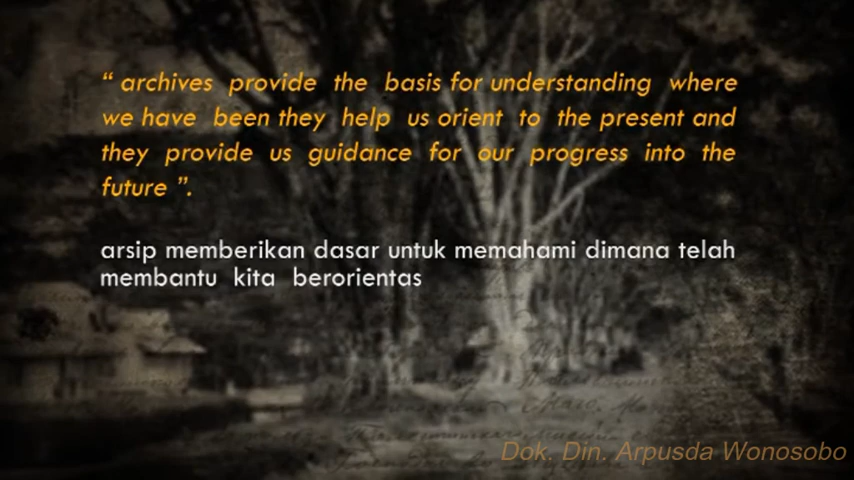 “ archives provide the basis for understanding where
we have been they help us orient to the present and
they provide us guidance for our progress into the
future ”.
arsip memberikan dasar untuk memahami dimana telah
membantu kita berorientas
Dok. Din. Arpusda Wonosobo